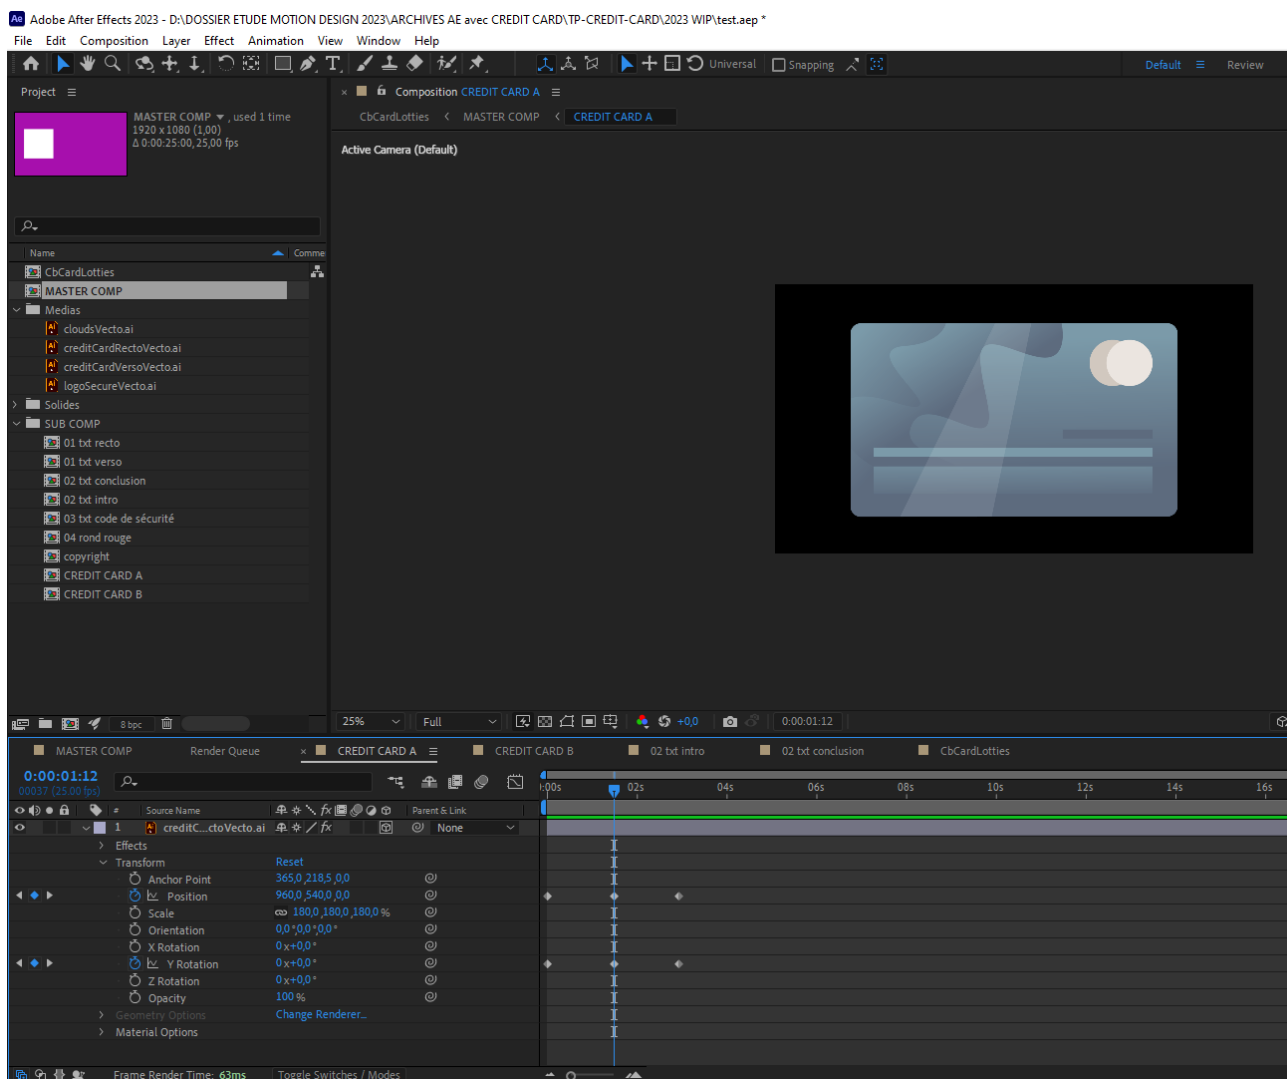 Ae Adobe After Effects 2023 - D:\DOSSIER ETUDE MOTION DESIGN 2023\ARCHIVES AE avec CREDIT CARD\TP-CREDIT-CARD\2023 WIP\test.aep *
File Edit Composition Layer Effect Animation View Window Help
Universal Snapping Default Review
Project
Composition CREDIT CARD A
MASTER COMP , used 1 time
1920 x 1080 (1,00)
Δ 0:00:25:00, 25,00 fps
CbCardLotties MASTER COMP CREDIT CARD A
Active Camera (Default)
Name Comme
CbCardLotties
MASTER COMP
Medias
cloudsVecto.ai
creditCardRectoVecto.ai
creditCardVersoVecto.ai
logoSecureVecto.ai
Solides
SUB COMP
01 txt recto
01 txt verso
02 txt conclusion
02 txt intro
03 txt code de sécurité
04 rond rouge
copyright
CREDIT CARD A
CREDIT CARD B
8 bpc 25% Full +0,0 0:00:01:12
MASTER COMP Render Queue CREDIT CARD A CREDIT CARD B 02 txt intro 02 txt conclusion CbCardLotties
0:00:01:12
00037 (25.00 fps)
:00s 02s 04s 06s 08s 10s 12s 14s 16s
# Source Name fx Parent & Link
1 creditC...ctoVecto.ai fx None
Effects
Transform Reset
Anchor Point 365,0,218,5,0,0
Position 960,0,540,0,0,0
Scale 180,0,180,0,180,0 %
Orientation 0,0°,0,0°,0,0°
X Rotation 0x+0,0°
Y Rotation 0x+0,0°
Z Rotation 0x+0,0°
Opacity 100 %
Geometry Options Change Renderer...
Material Options
Frame Render Time: 63ms Toggle Switches / Modes